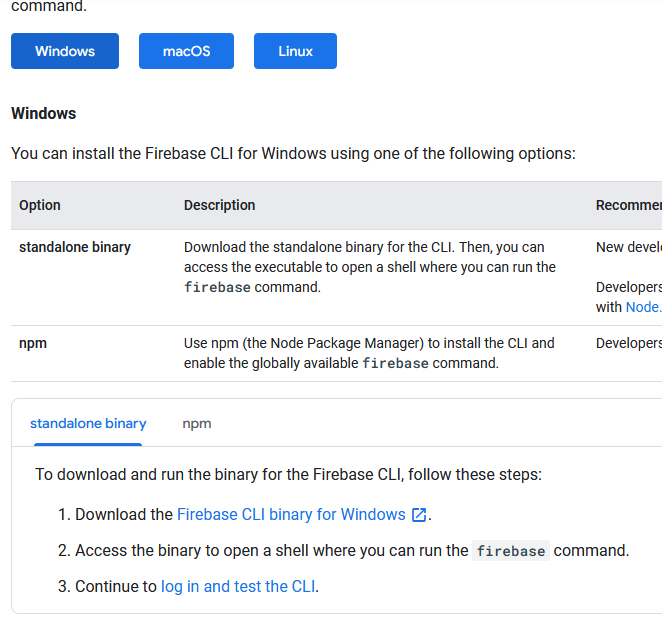 command.
Windows macOS Linux
Windows
You can install the Firebase CLI for Windows using one of the following options:
Option Description
standalone binary Download the standalone binary for the CLI. Then, you can New
access the executable to open a shell where you can run the
firebase command. Developers
with Node.
npm Use npm (the Node Package Manager) to install the CLI and Developers
enable the globally available firebase command.
standalone binary npm
To download and run the binary for the Firebase CLI, follow these steps:
1. Download the Firebase CLI binary for Windows.
2. Access the binary to open a shell where you can run the firebase command.
3. Continue to log in and test the CLI.